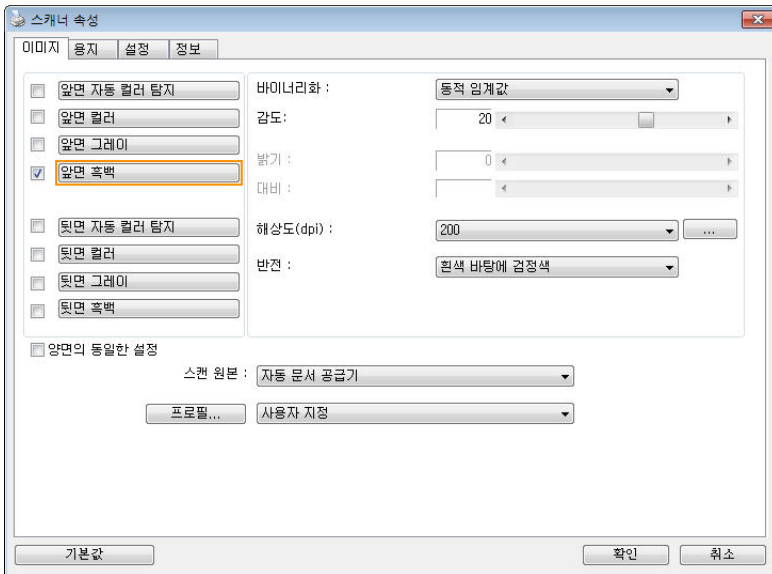 스캐너 속성
이미지 용지 설정 정보
앞면 자동 컬러 탐지
앞면 컬러
앞면 그레이
앞면 흑백
뒷면 자동 컬러 탐지
뒷면 컬러
뒷면 그레이
뒷면 흑백
바이너리화 : 동적 임계값
감도: 20
밝기 : 0
대비 :
해상도(dpi) : 200 ...
반전 : 흰색 바탕에 검정색
양면의 동일한 설정
스캔 원본 : 자동 문서 공급기
프로필... 사용자 지정
기본값 확인 취소